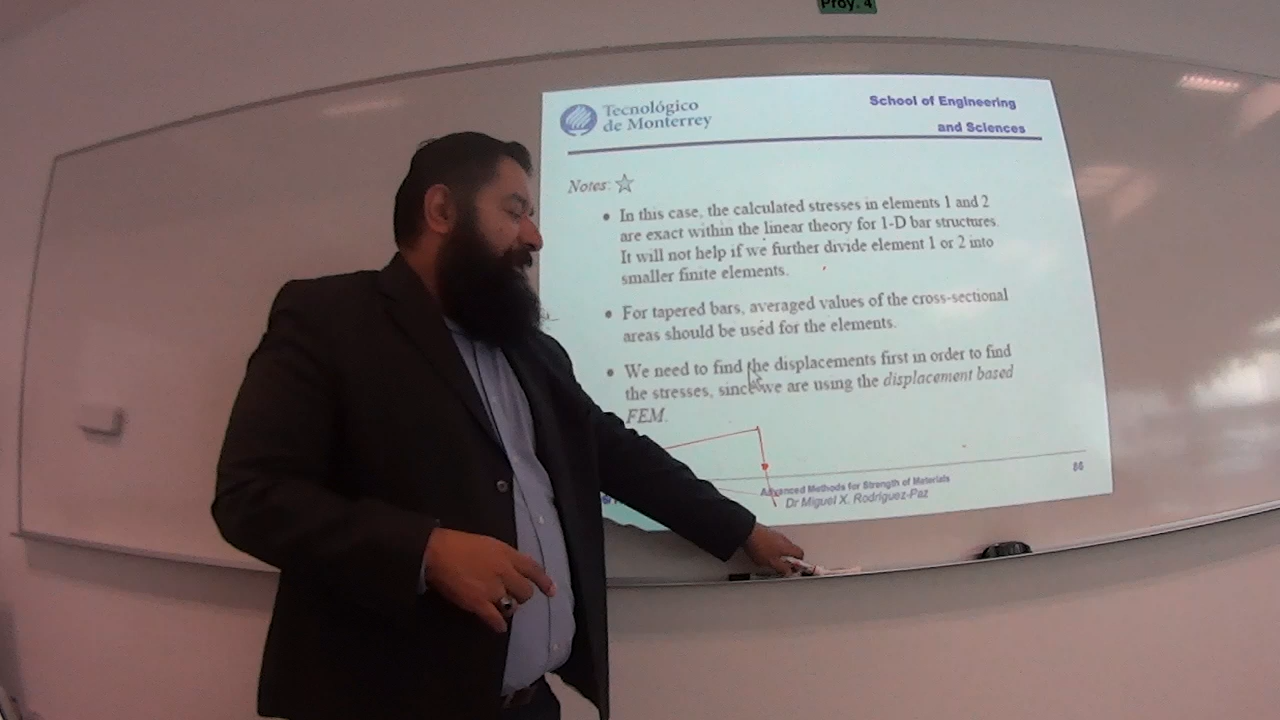 Proy. 4
Tecnológico
de Monterrey
School of Engineering
and Sciences
Notes:
• In this case, the calculated stresses in elements 1 and 2
are exact within the linear theory for 1-D bar structures.
It will not help if we further divide element 1 or 2 into
smaller finite elements.
• For tapered bars, averaged values of the cross-sectional
areas should be used for the elements.
• We need to find the displacements first in order to find
the stresses, since we are using the displacement based
FEM.
Advanced Methods for Strength of Materials
Dr Miguel X. Rodríguez-Paz
86